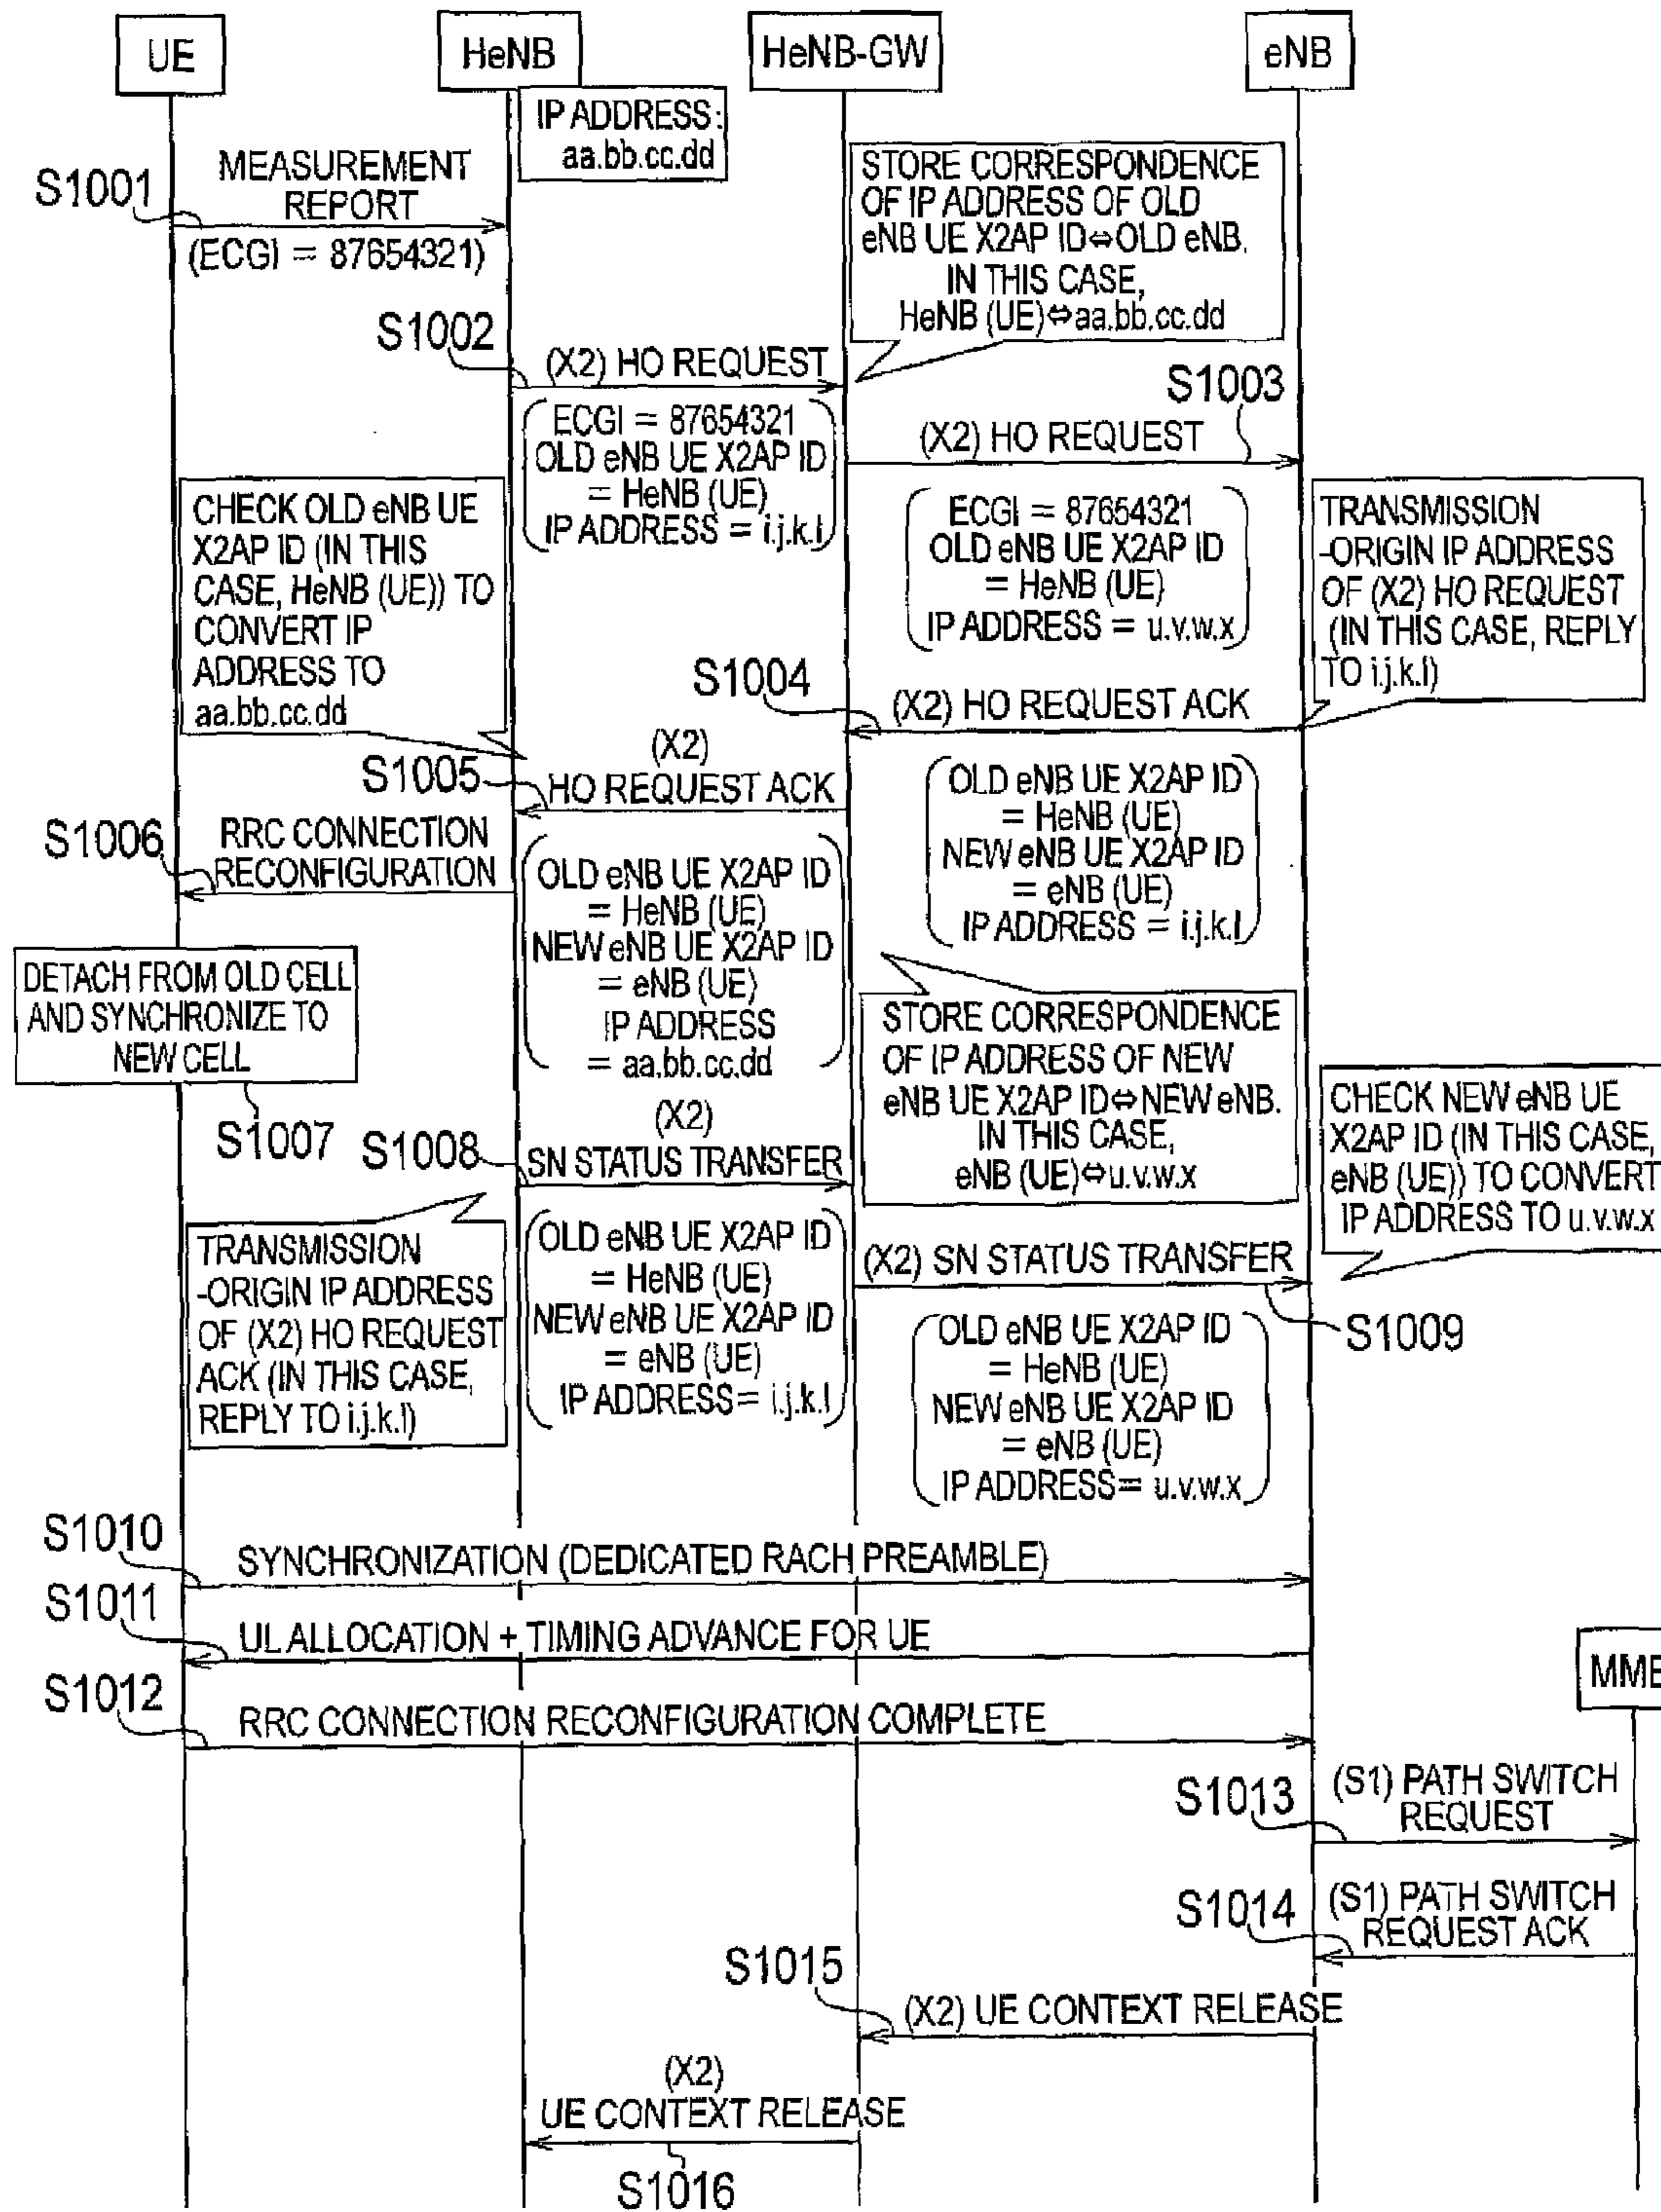 UE
HeNB
HeNB-GW
eNB
IP ADDRESS:
aa.bb.cc.dd
S1001
MEASUREMENT
REPORT
(ECGI = 87654321)
STORE CORRESPONDENCE
OF IP ADDRESS OF OLD
eNB UE X2AP ID⇔OLD eNB.
IN THIS CASE,
HeNB (UE)⇔aa.bb.cc.dd
S1002
(X2) HO REQUEST
ECGI = 87654321
OLD eNB UE X2AP ID
= HeNB (UE)
IP ADDRESS = i.j.k.l
S1003
(X2) HO REQUEST
ECGI = 87654321
OLD eNB UE X2AP ID
= HeNB (UE)
IP ADDRESS = u.v.w.x
CHECK OLD eNB UE
X2AP ID (IN THIS
CASE, HeNB (UE)) TO
CONVERT IP
ADDRESS TO
aa.bb.cc.dd
TRANSMISSION
-ORIGIN IP ADDRESS
OF (X2) HO REQUEST
(IN THIS CASE, REPLY
TO i.j.k.l)
S1004
(X2) HO REQUEST ACK
OLD eNB UE X2AP ID
= HeNB (UE)
NEW eNB UE X2AP ID
= eNB (UE)
IP ADDRESS = i.j.k.l
S1005
(X2)
HO REQUEST ACK
OLD eNB UE X2AP ID
= HeNB (UE)
NEW eNB UE X2AP ID
= eNB (UE)
IP ADDRESS
= aa.bb.cc.dd
S1006
RRC CONNECTION
RECONFIGURATION
DETACH FROM OLD CELL
AND SYNCHRONIZE TO
NEW CELL
S1007
STORE CORRESPONDENCE
OF IP ADDRESS OF NEW
eNB UE X2AP ID⇔NEW eNB.
IN THIS CASE,
eNB (UE)⇔u.v.w.x
CHECK NEW eNB UE
X2AP ID (IN THIS CASE,
eNB (UE)) TO CONVERT
IP ADDRESS TO u.v.w.x
S1008
(X2)
SN STATUS TRANSFER
OLD eNB UE X2AP ID
= HeNB (UE)
NEW eNB UE X2AP ID
= eNB (UE)
IP ADDRESS= i.j.k.l
TRANSMISSION
-ORIGIN IP ADDRESS
OF (X2) HO REQUEST
ACK (IN THIS CASE,
REPLY TO i.j.k.l)
(X2) SN STATUS TRANSFER
S1009
OLD eNB UE X2AP ID
= HeNB (UE)
NEW eNB UE X2AP ID
= eNB (UE)
IP ADDRESS= u.v.w.x
S1010
SYNCHRONIZATION (DEDICATED RACH PREAMBLE)
S1011
UL ALLOCATION + TIMING ADVANCE FOR UE
MME
S1012
RRC CONNECTION RECONFIGURATION COMPLETE
S1013
(S1) PATH SWITCH
REQUEST
S1014
(S1) PATH SWITCH
REQUEST ACK
S1015
(X2) UE CONTEXT RELEASE
(X2)
UE CONTEXT RELEASE
S1016